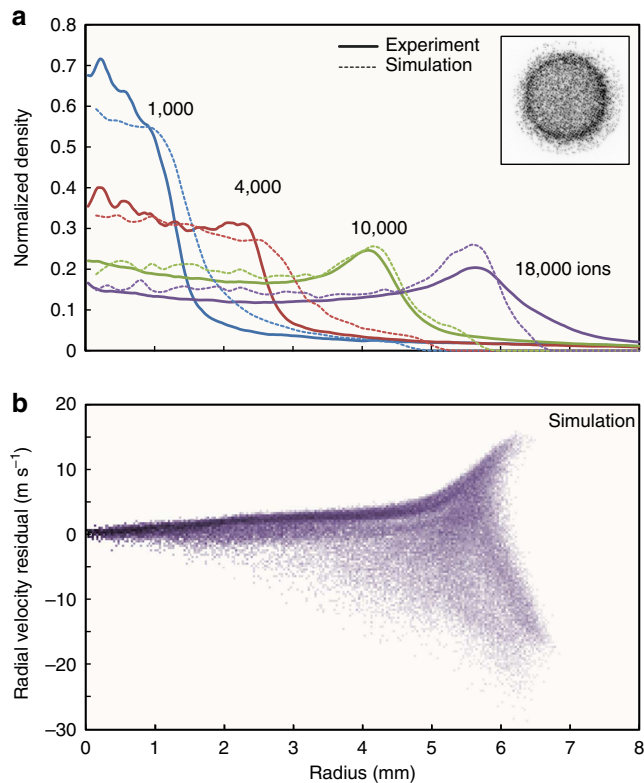 a
0.8
0.7
0.6
0.5
0.4
0.3
0.2
0.1
0
Normalized density
Experiment
Simulation
1,000
4,000
10,000
18,000 ions
b
20
10
0
−10
−20
−30
Radial velocity residual (m s⁻¹)
Simulation
0 1 2 3 4 5 6 7 8
Radius (mm)